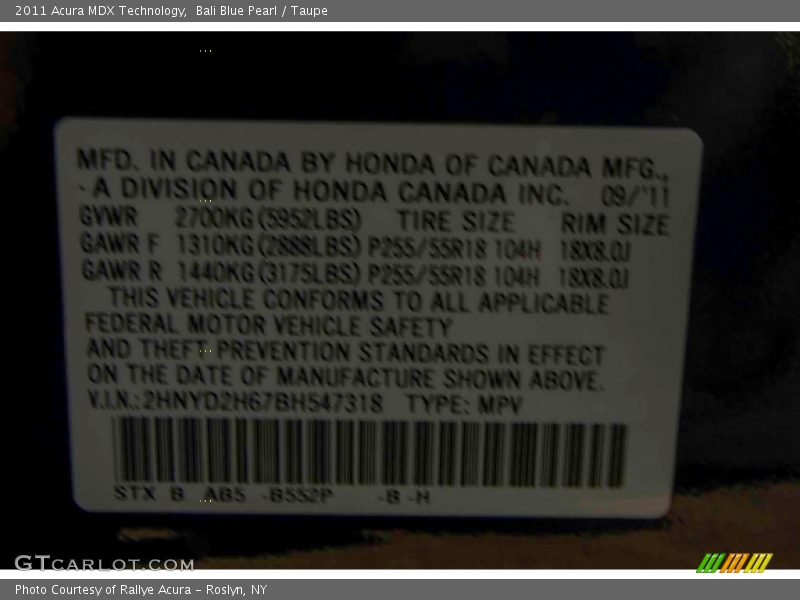 2011 Acura MDX Technology,  Bali Blue Pearl / Taupe
MFD. IN CANADA BY HONDA OF CANADA MFG.,
- A DIVISION OF HONDA CANADA INC. 09/'11
GVWR 2700KG(5952LBS) TIRE SIZE RIM SIZE
GAWR F 1310KG(2888LBS) P255/55R18 104H 18X8.0J
GAWR R 1440KG(3175LBS) P255/55R18 104H 18X8.0J
THIS VEHICLE CONFORMS TO ALL APPLICABLE
FEDERAL MOTOR VEHICLE SAFETY
AND THEFT PREVENTION STANDARDS IN EFFECT
ON THE DATE OF MANUFACTURE SHOWN ABOVE.
V.I.N.:2HNYD2H67BH547318 TYPE: MPV
STX B AB5 -B552P -B -H
GTCARLOT.COM
Photo Courtesy of Rallye Acura - Roslyn, NY